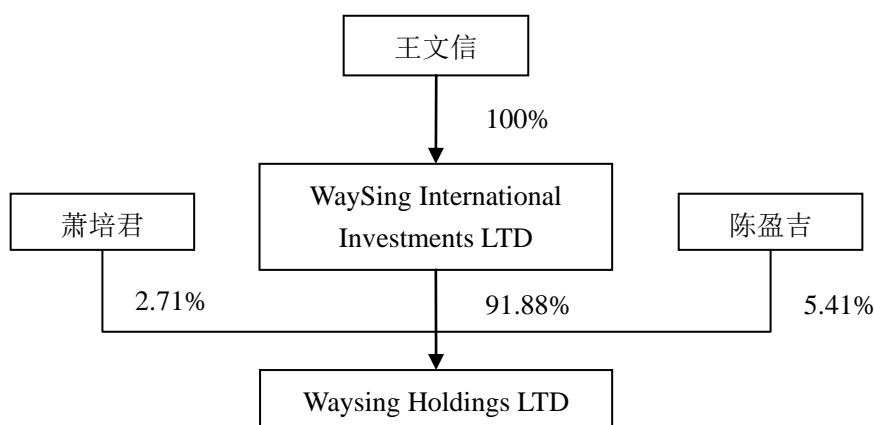 王文信
100%
WaySing International
Investments LTD
萧培君
陈盈吉
2.71%
91.88%
5.41%
Waysing Holdings LTD